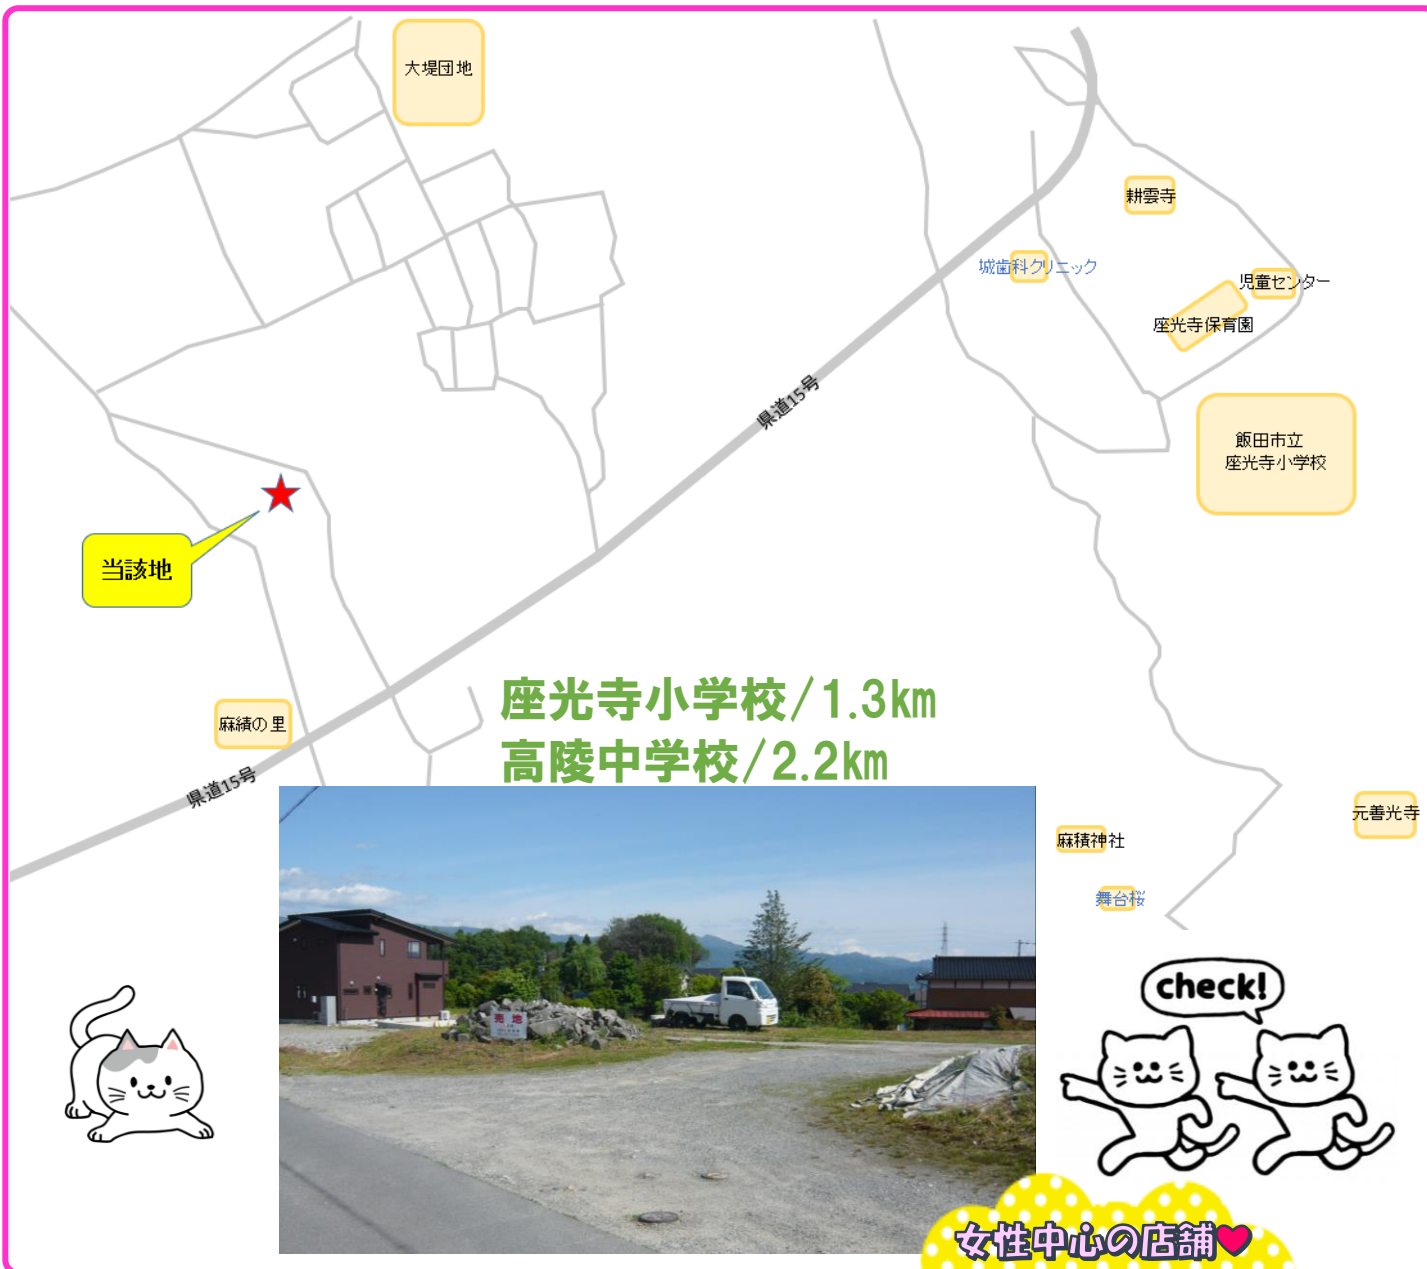 大堤団地
耕雲寺
城歯科クリニック
児童センター
座光寺保育園
県道15号
飯田市立
座光寺小学校
当該地
座光寺小学校/1.3km
高陵中学校/2.2km
麻績の里
県道15号
元善光寺
麻積神社
舞台桜
売地
check!
女性中心の店舗